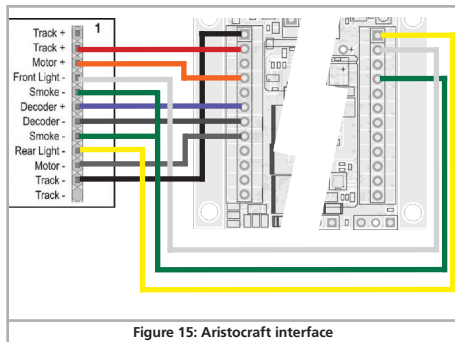 1
Track +
Track +
Motor +
Front Light -
Smoke -
Decoder +
Decoder -
Smoke -
Rear Light -
Motor -
Track -
Track -
Figure 15: Aristocraft interface